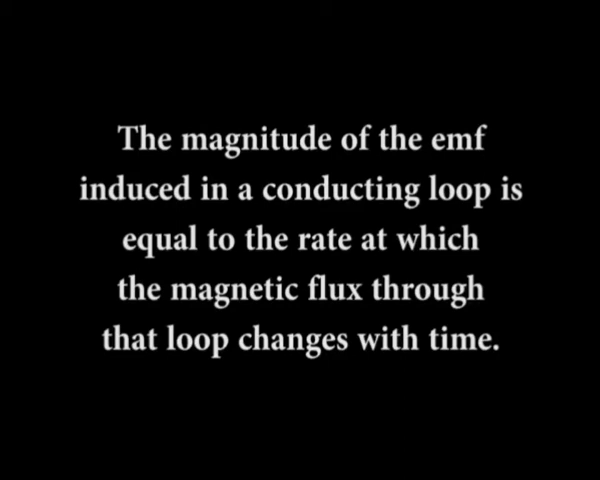 The magnitude of the emf
induced in a conducting loop is
equal to the rate at which
the magnetic flux through
that loop changes with time.